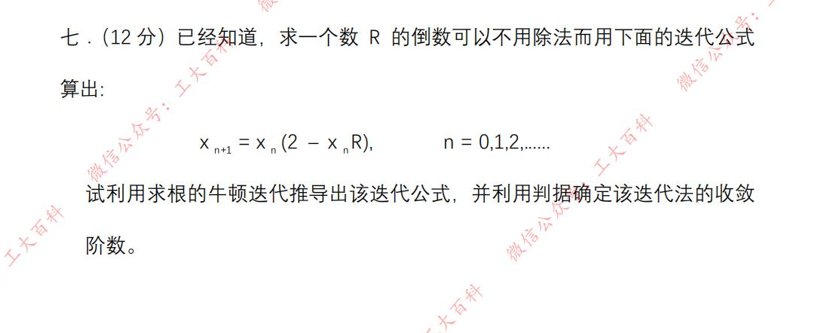 七．（12 分）已经知道，求一个数 R 的倒数可以不用除法而用下面的迭代公式
算出:
x n+1 = x n (2 – x n R), n = 0,1,2,......
试利用求根的牛顿迭代推导出该迭代公式，并利用判据确定该迭代法的收敛
阶数。
微信公众号：工大百科
微信公众号：工大百科
微信公众号：工大百科
工大百科
工大百科